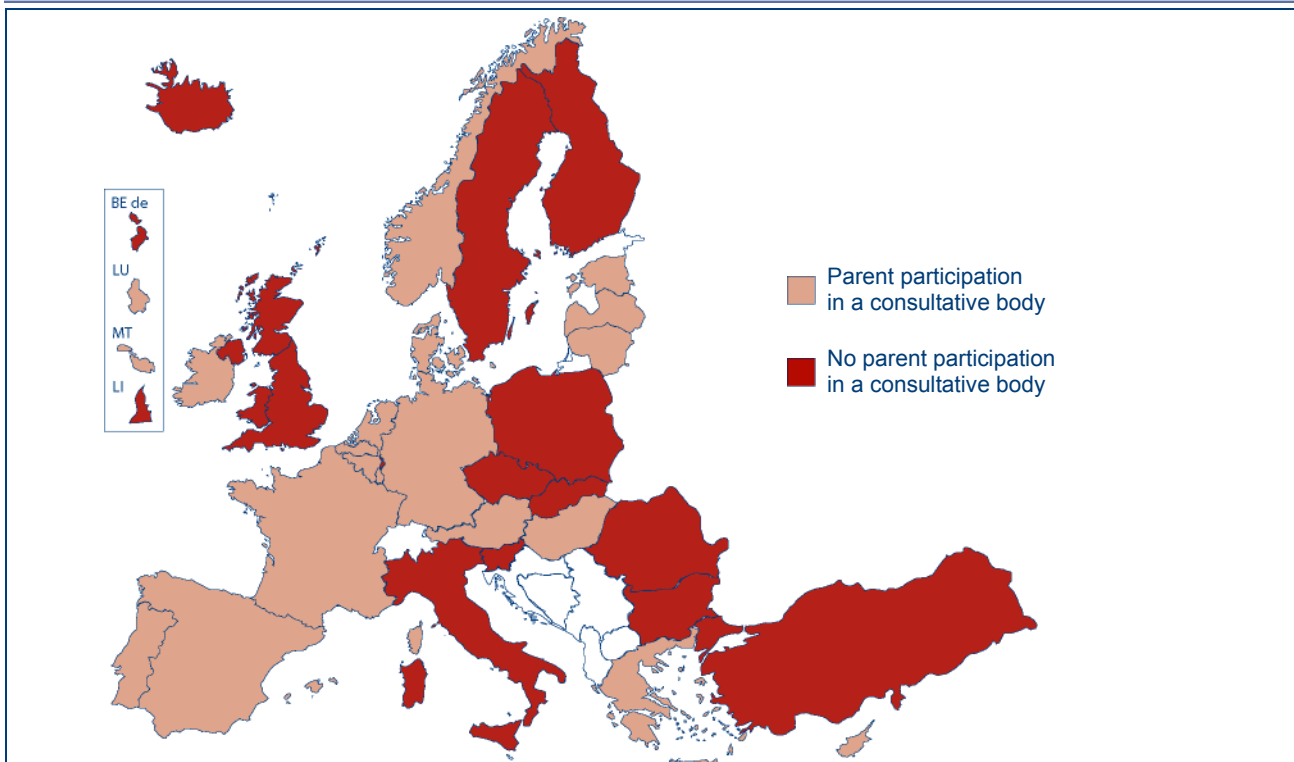 BE de
LU
MT
LI
Parent participation
in a consultative body
No parent participation
in a consultative body